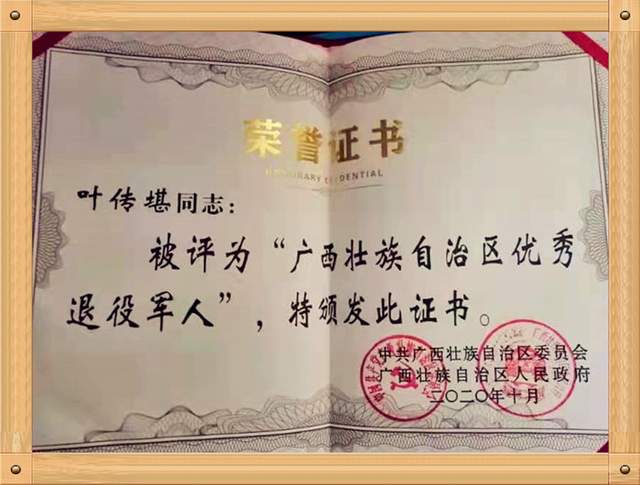 荣誉证书
HONORARY CREDENTIAL
叶传堪同志：
被评为“广西壮族自治区优秀
退役军人”，特颁发此证书。
中共广西壮族自治区委员会
广西壮族自治区人民政府
二〇二〇年十月